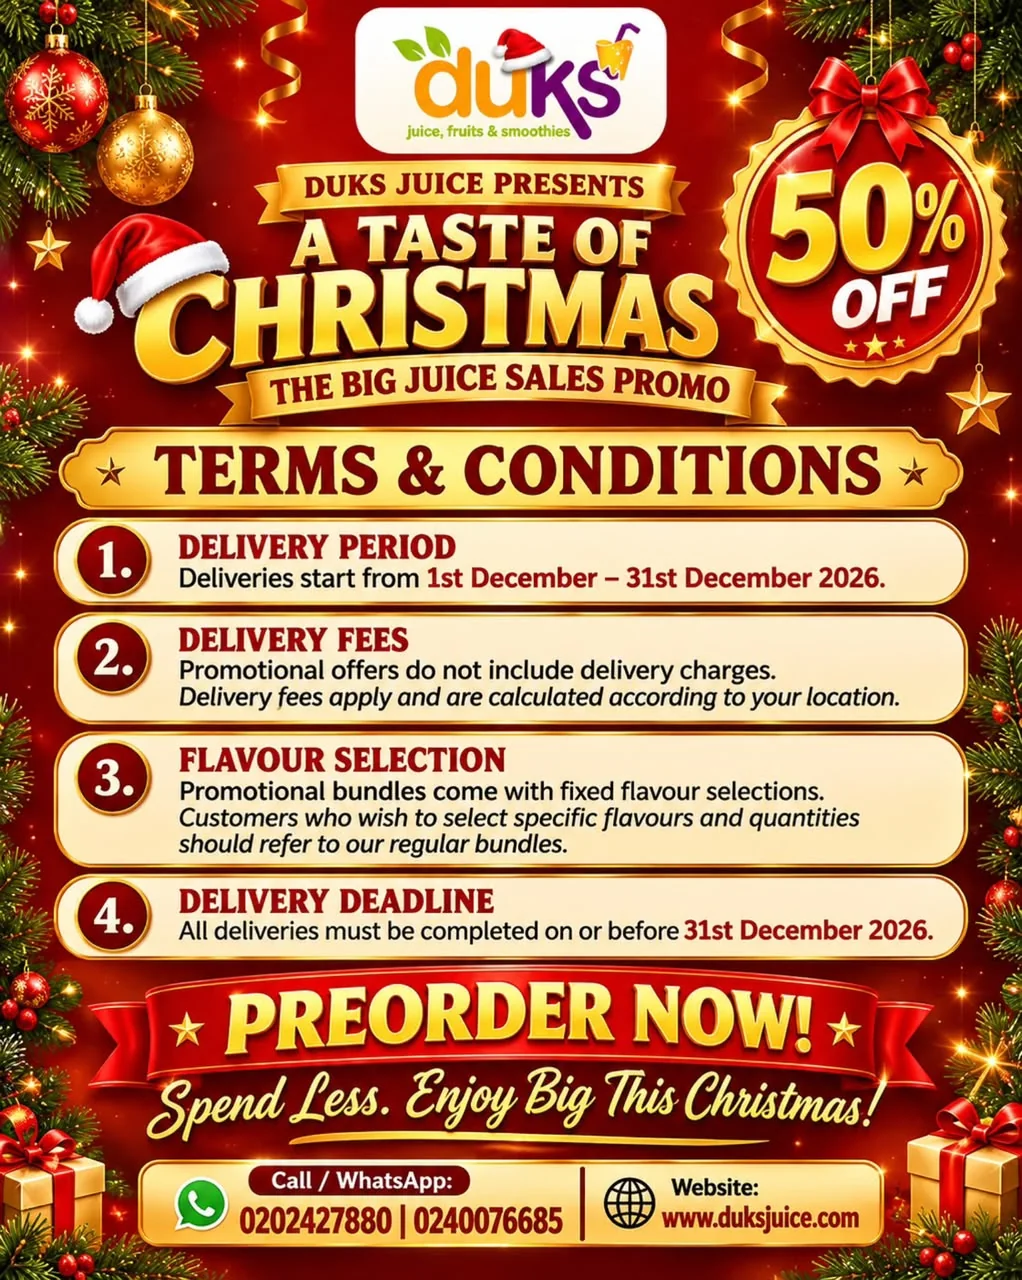 duks
juice, fruits & smoothies
DUKS JUICE PRESENTS
A TASTE OF
CHRISTMAS
THE BIG JUICE SALES PROMO
50%
OFF
TERMS & CONDITIONS
1.
DELIVERY PERIOD
Deliveries start from 1st December – 31st December 2026.
2.
DELIVERY FEES
Promotional offers do not include delivery charges.
Delivery fees apply and are calculated according to your location.
3.
FLAVOUR SELECTION
Promotional bundles come with fixed flavour selections.
Customers who wish to select specific flavours and quantities
should refer to our regular bundles.
4.
DELIVERY DEADLINE
All deliveries must be completed on or before 31st December 2026.
PREORDER NOW!
Spend Less. Enjoy Big This Christmas!
Call / WhatsApp:
0202427880 | 0240076685
Website:
www.duksjuice.com